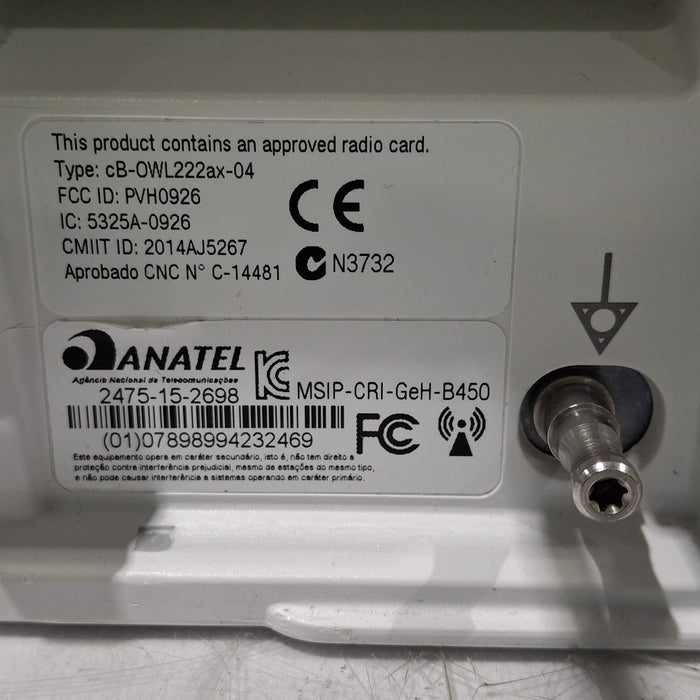 This product contains an approved radio card.
Type: cB-OWL222ax-04
FCC ID: PVH0926
IC: 5325A-0926
CMIIT ID: 2014AJ5267
Aprobado CNC N° C-14481
CE
N3732
ANATEL
Agência Nacional de Telecomunicações
2475-15-2698
KC
MSIP-CRI-GeH-B450
(01)07898994232469
FC
Este equipamento opera em caráter secundário, isto é, não tem direito a
proteção contra interferência prejudicial, mesmo de estações do mesmo tipo,
e não pode causar interferência a sistemas operando em caráter primário.